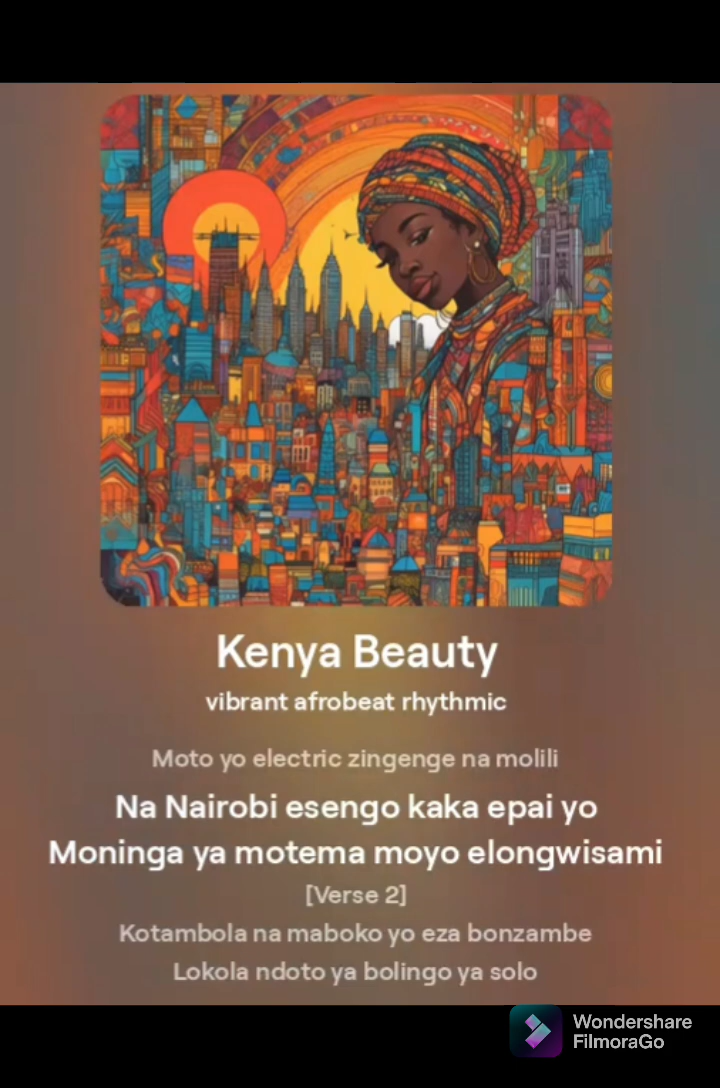 Kenya Beauty
vibrant afrobeat rhythmic
Moto yo electric zingenge na molili
Na Nairobi esengo kaka epai yo
Moninga ya motema moyo elongwisami
[Verse 2]
Kotambola na maboko yo eza bonzambe
Lokola ndoto ya bolingo ya solo
Wondershare
FilmoraGo